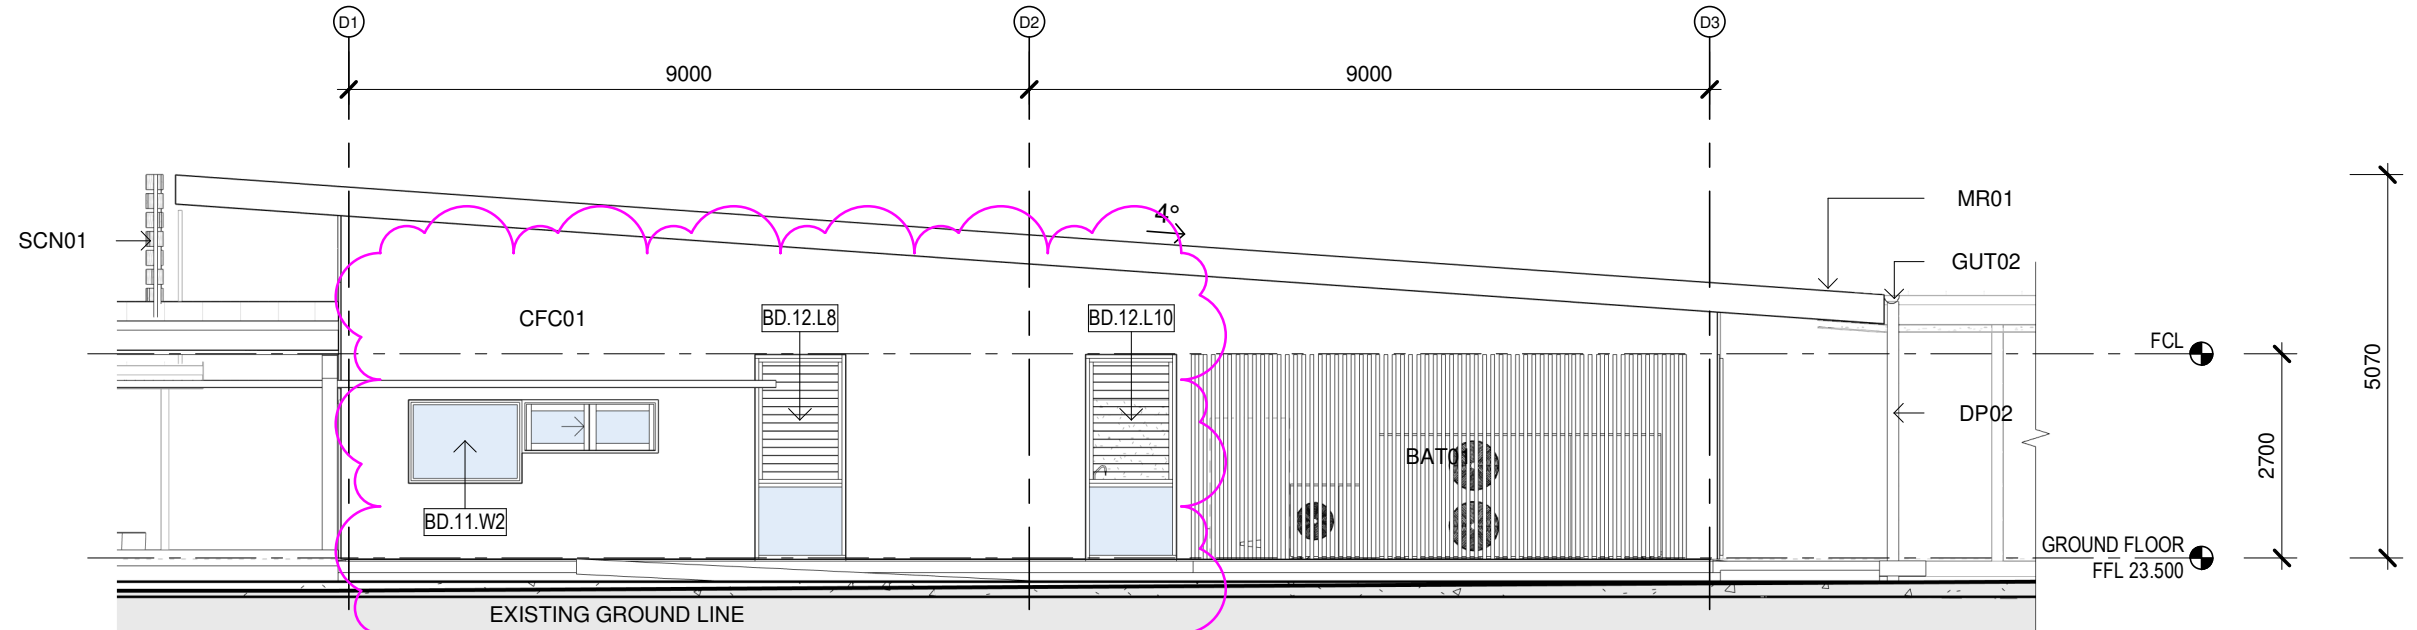 D1
D2
D3
9000
9000
4°
MR01
SCN01
GUT02
CFC01
BD.12.L8
BD.12.L10
FCL
5070
DP02
BAT01
2700
BD.11.W2
GROUND FLOOR
FFL 23.500
EXISTING GROUND LINE